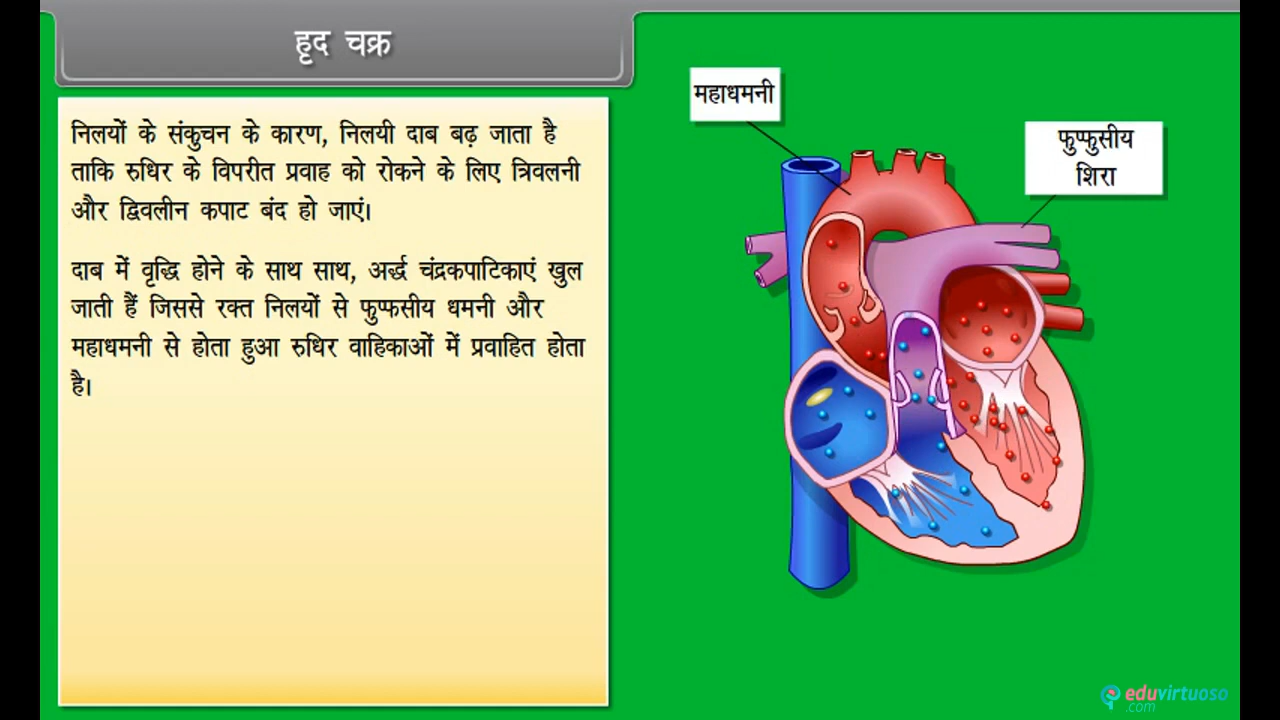 हृद चक्र
निलयों के संकुचन के कारण, निलयी दाब बढ़ जाता है
ताकि रुधिर के विपरीत प्रवाह को रोकने के लिए त्रिवलनी
और द्विवलीन कपाट बंद हो जाएं।
दाब में वृद्धि होने के साथ साथ, अर्द्ध चंद्रकपाटिकाएं खुल
जाती हैं जिससे रक्त निलयों से फुप्फसीय धमनी और
महाधमनी से होता हुआ रुधिर वाहिकाओं में प्रवाहित होता
है।
महाधमनी
फुप्फुसीय
शिरा
eduvirtuoso
.com